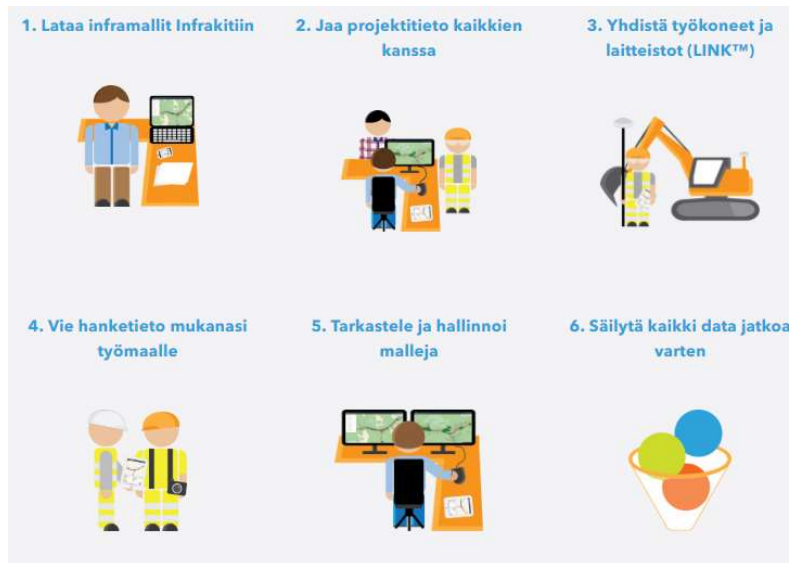 1. Lataa inframallit Infrakitiin
2. Jaa projektitieto kaikkien
kanssa
3. Yhdistä työkoneet ja
laitteistot (LINK™)
4. Vie hanketieto mukanasi
työmaalle
5. Tarkastele ja hallinnoi
malleja
6. Säilytä kaikki data jatkoa
varten